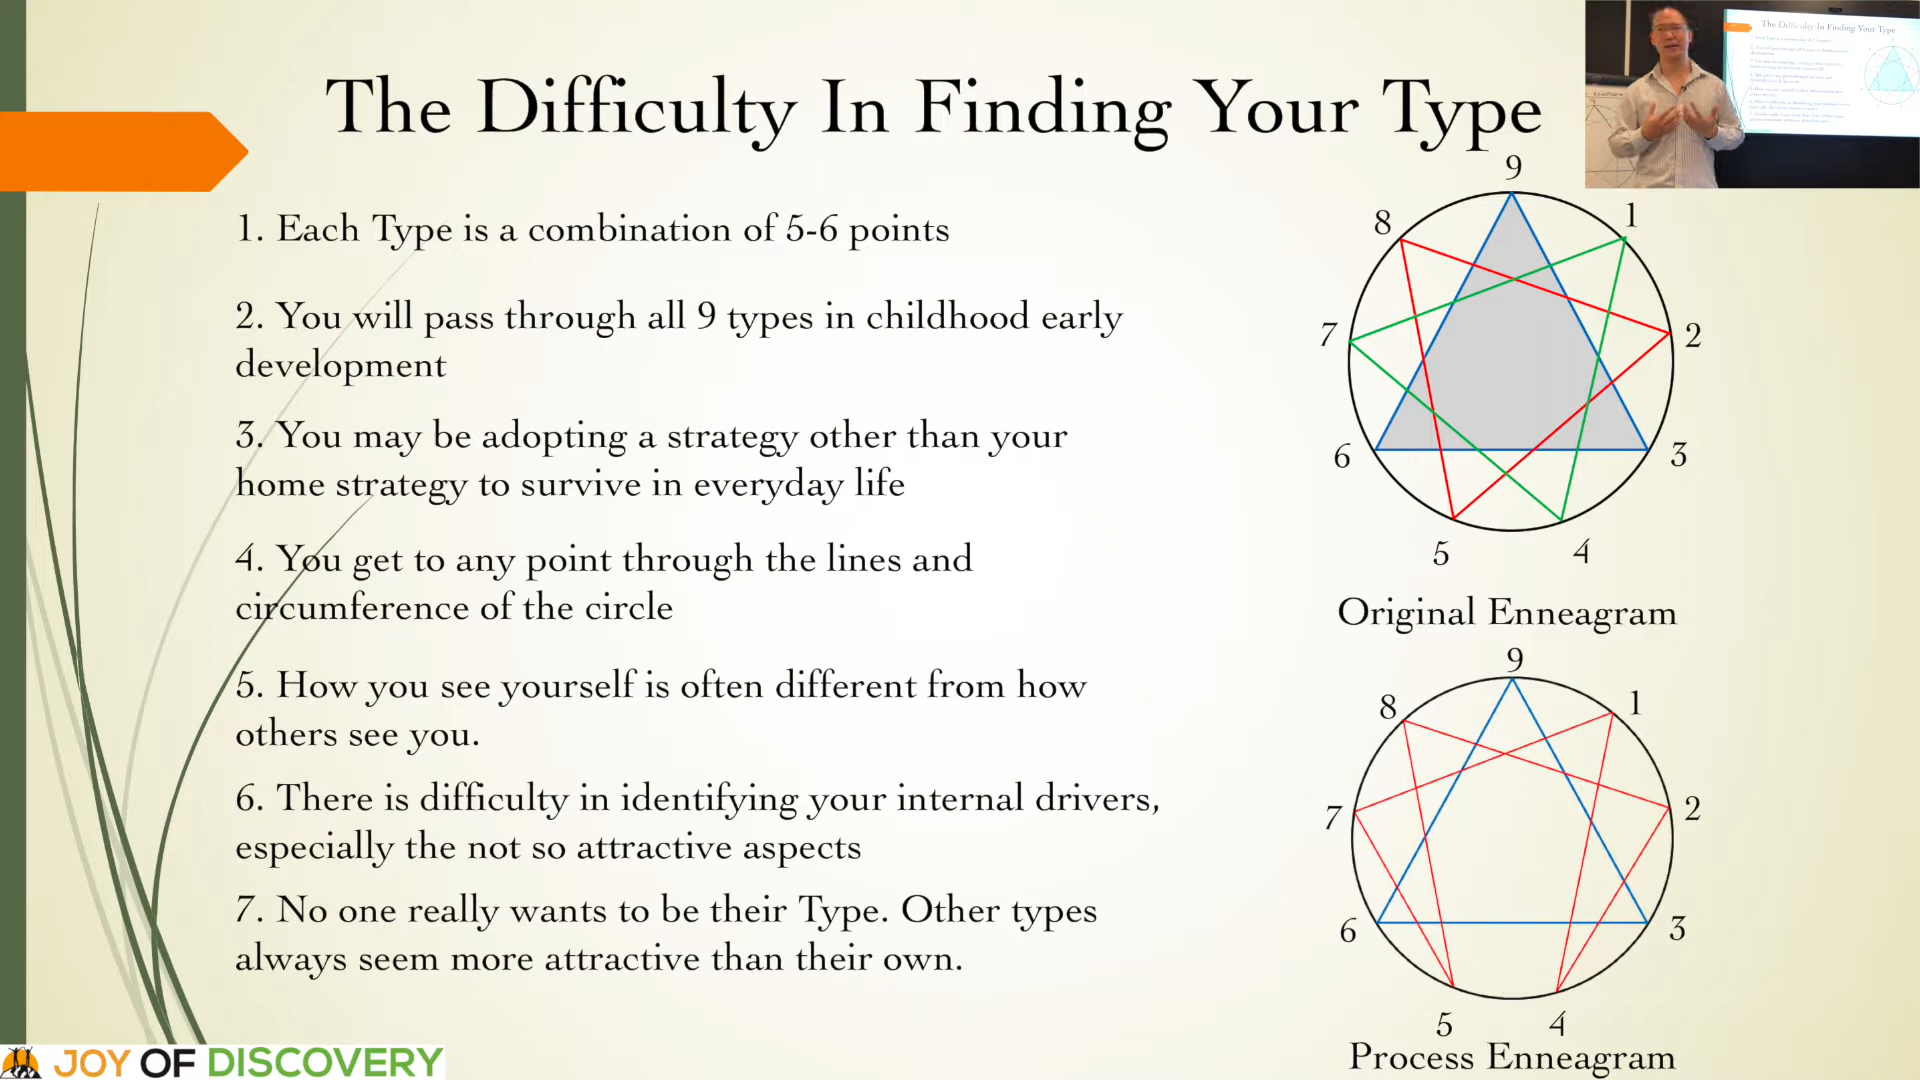 The Difficulty In Finding Your Type
1. Each Type is a combination of 5-6 points
2. You will pass through all 9 types in childhood early
development
3. You may be adopting a strategy other than your
home strategy to survive in everyday life
4. You get to any point through the lines and
circumference of the circle
5. How you see yourself is often different from how
others see you.
6. There is difficulty in identifying your internal drivers,
especially the not so attractive aspects
7. No one really wants to be their Type. Other types
always seem more attractive than their own.
9
8
1
7
2
6
3
5
4
Original Enneagram
9
8
1
7
2
6
3
5
4
Process Enneagram
JOY OF DISCOVERY
The Difficulty In Finding Your Type